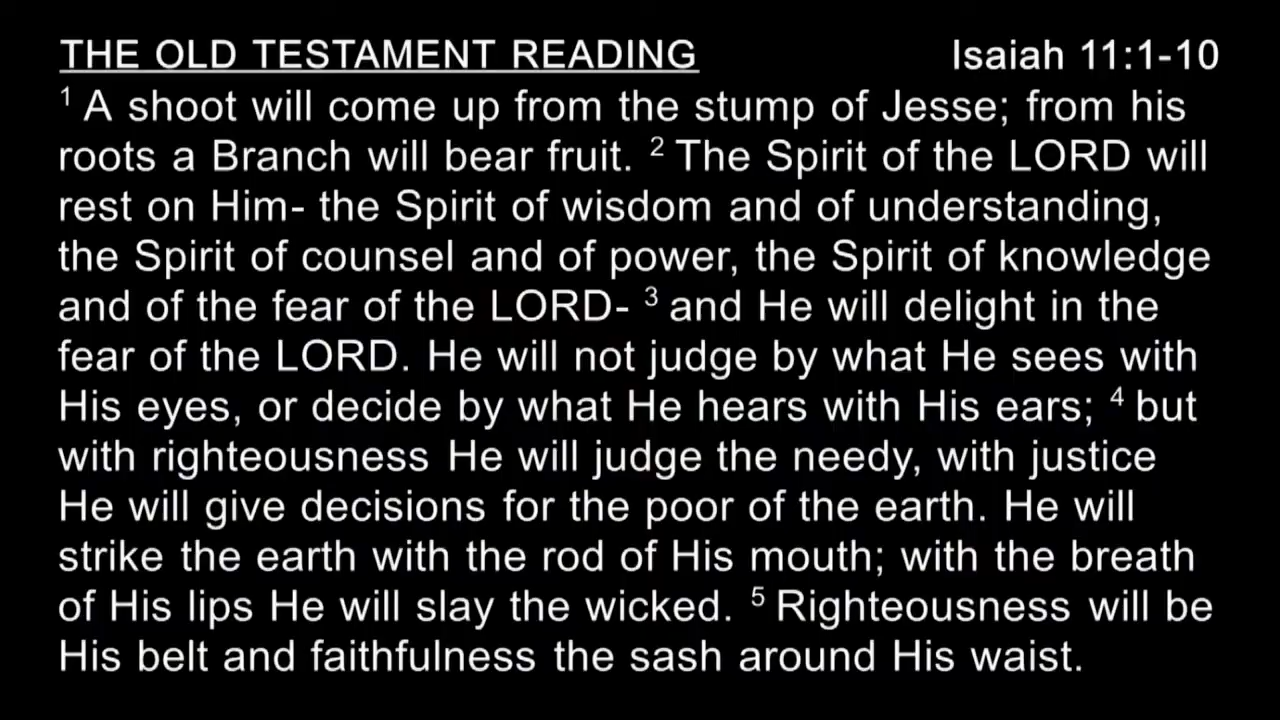 THE OLD TESTAMENT READING Isaiah 11:1-10
1 A shoot will come up from the stump of Jesse; from his
roots a Branch will bear fruit. 2 The Spirit of the LORD will
rest on Him- the Spirit of wisdom and of understanding,
the Spirit of counsel and of power, the Spirit of knowledge
and of the fear of the LORD- 3 and He will delight in the
fear of the LORD. He will not judge by what He sees with
His eyes, or decide by what He hears with His ears; 4 but
with righteousness He will judge the needy, with justice
He will give decisions for the poor of the earth. He will
strike the earth with the rod of His mouth; with the breath
of His lips He will slay the wicked. 5 Righteousness will be
His belt and faithfulness the sash around His waist.